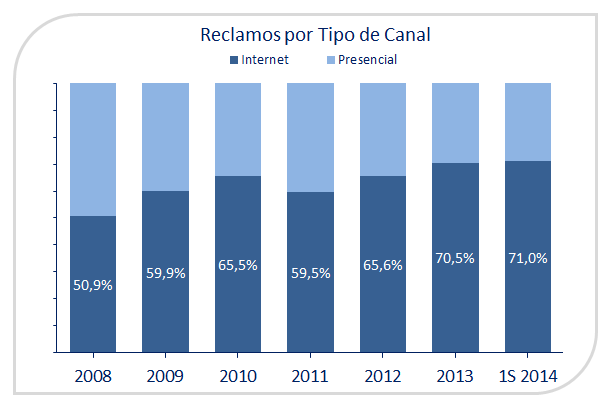 Reclamos por Tipo de Canal
Internet Presencial
50,9% 59,9% 65,5% 59,5% 65,6% 70,5% 71,0%
2008 2009 2010 2011 2012 2013 1S 2014